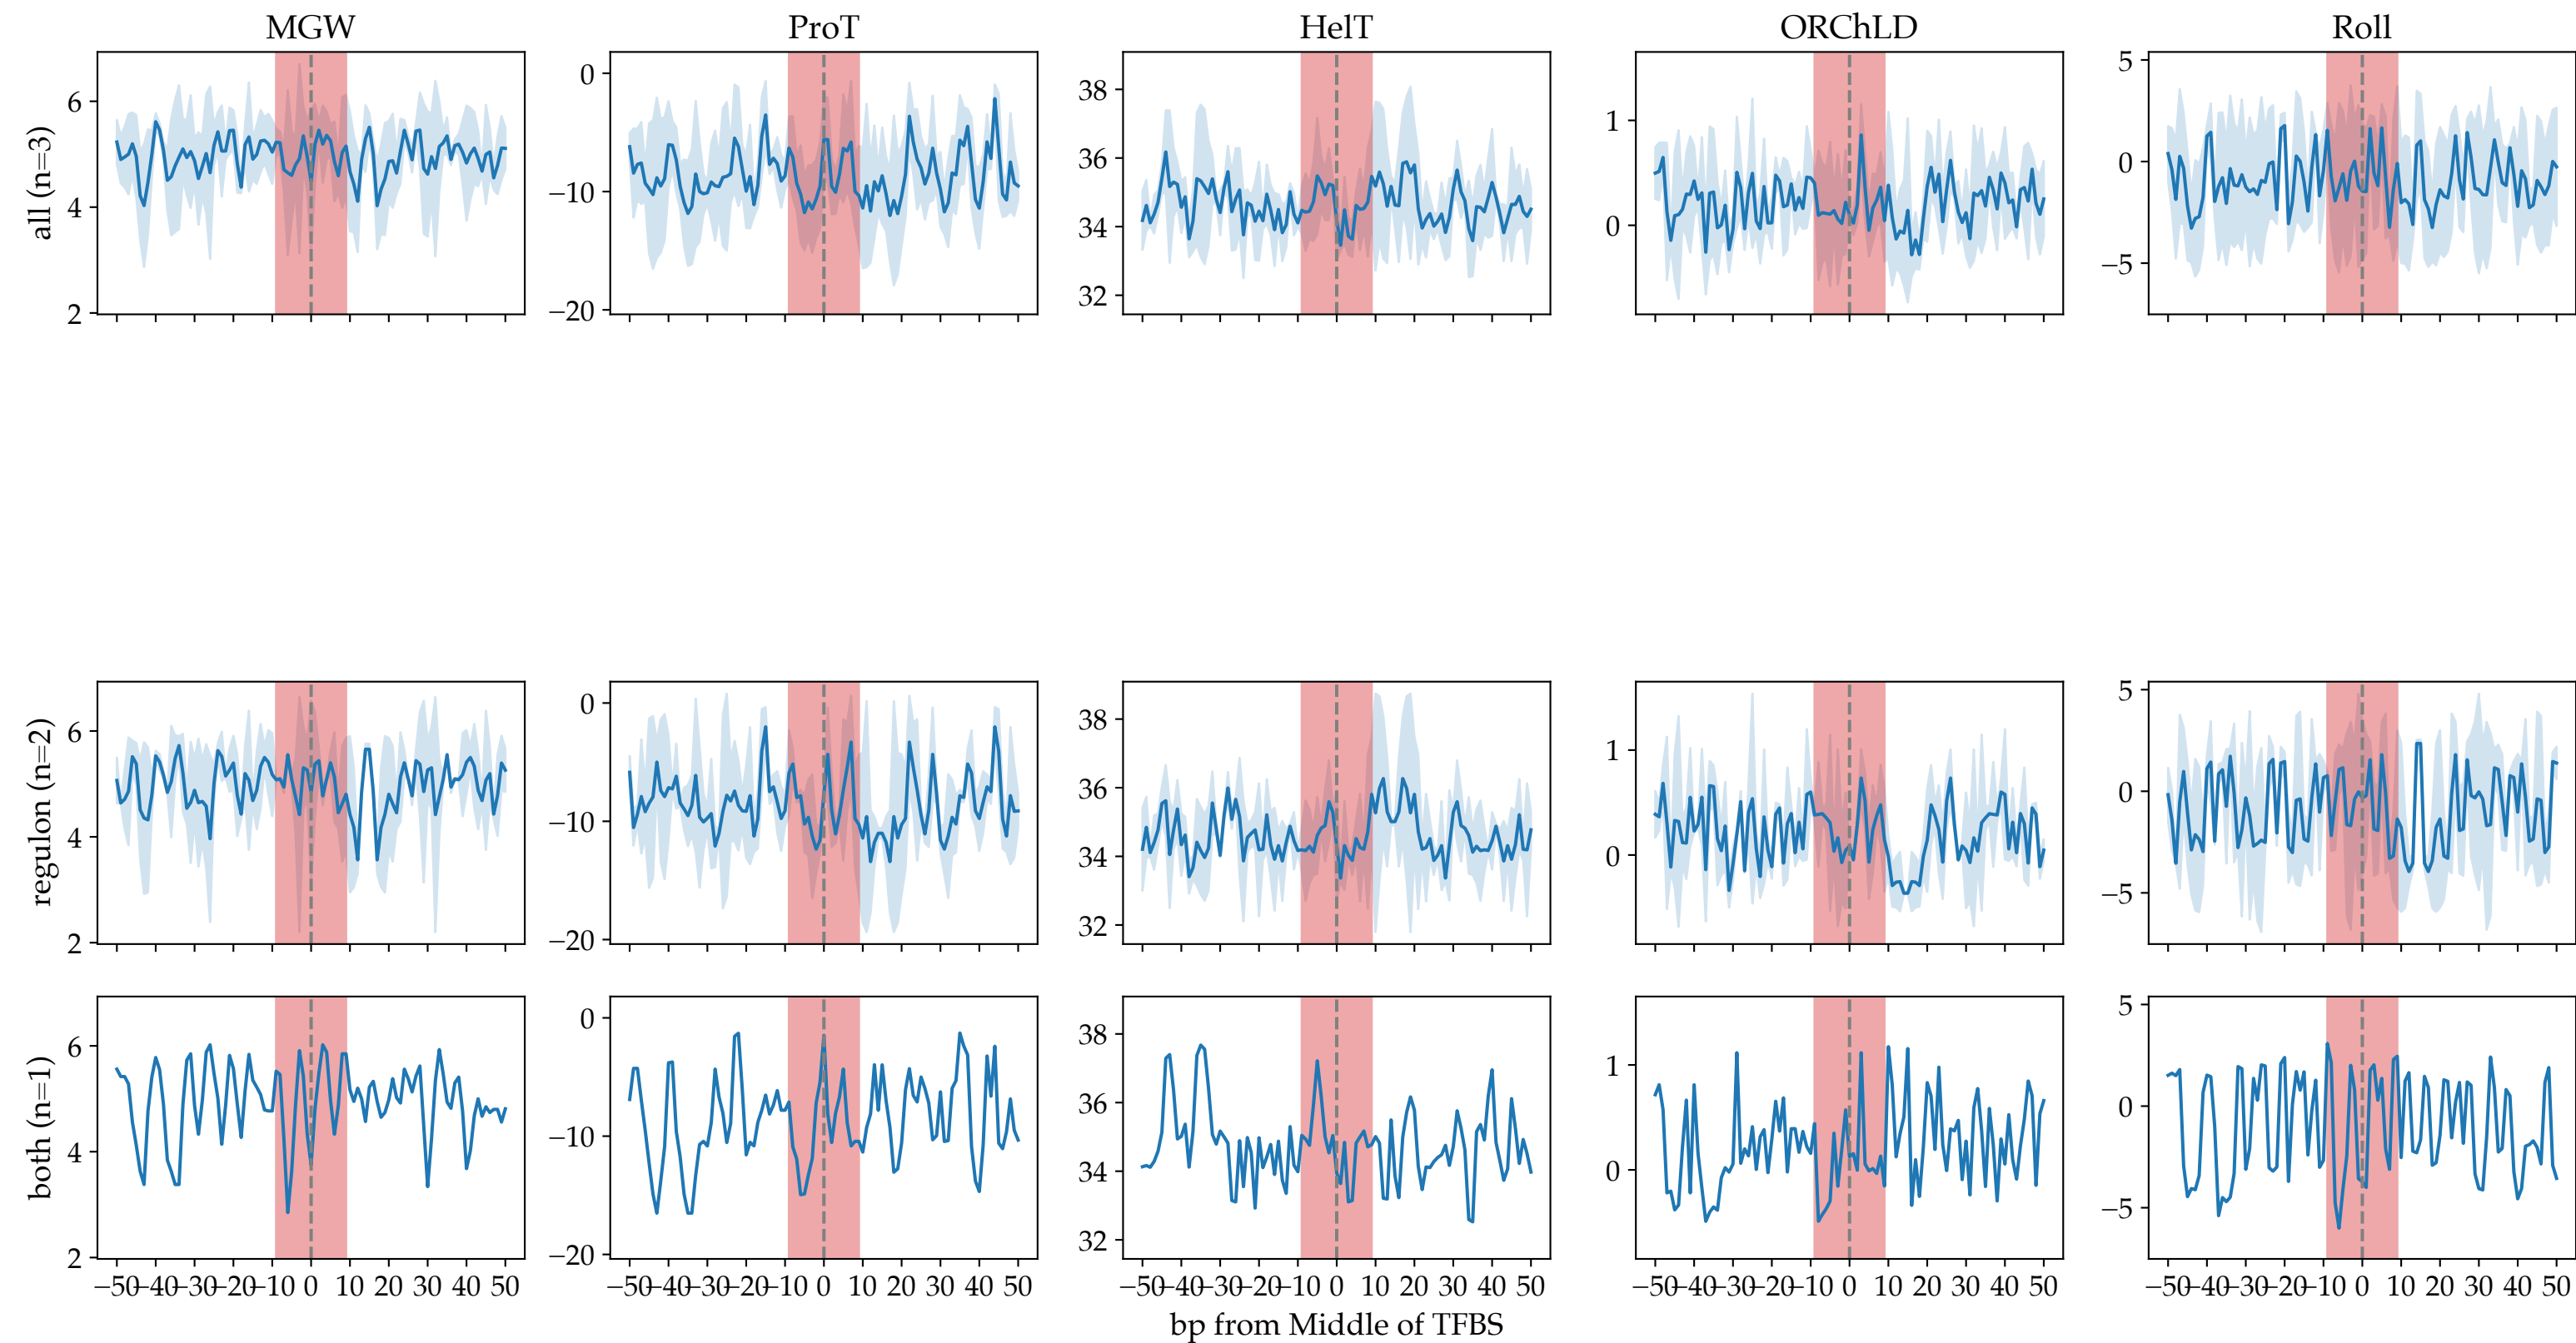 MGW ProT HelT ORChLD Roll
all (n=3)
6 4 2
0 −10 −20
38 36 34 32
1 0
5 0 −5
regulon (n=2)
6 4 2
0 −10 −20
38 36 34 32
1 0
5 0 −5
both (n=1)
6 4 2
0 −10 −20
38 36 34 32
1 0
5 0 −5
−50 −40 −30 −20 −10 0 10 20 30 40 50
−50 −40 −30 −20 −10 0 10 20 30 40 50
−50 −40 −30 −20 −10 0 10 20 30 40 50
−50 −40 −30 −20 −10 0 10 20 30 40 50
−50 −40 −30 −20 −10 0 10 20 30 40 50
bp from Middle of TFBS